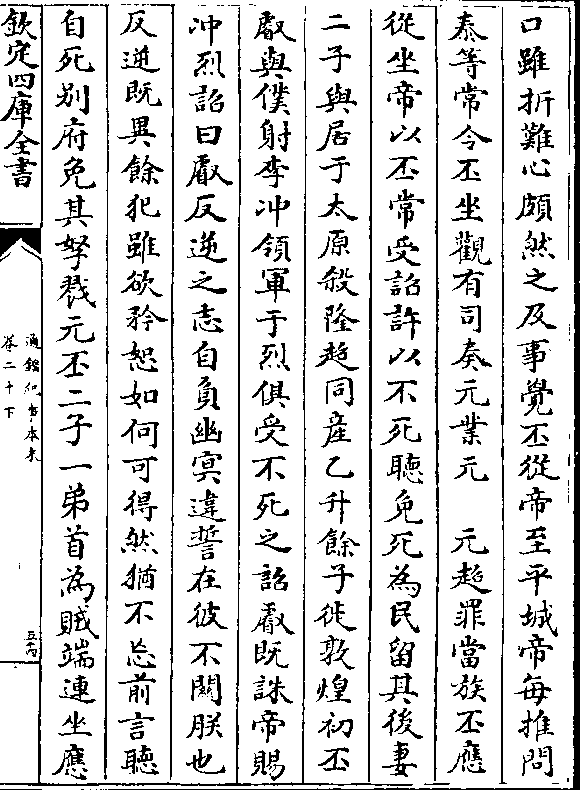 口雖折難心頗然之及事覺丕從帝至平城帝每推問
泰等常令丕坐觀有司奏元業元　元超罪當族丕應
從坐帝以丕常受詔許以不死聽免死為民留其後妻
二子與居于太原殺隆超同産乙升餘子徙敦煌初丕
叡與僕射李沖領軍于烈俱受不死之詔叡既誅帝賜
沖烈詔曰叡反逆之志自負幽冥違誓在彼不關朕也
反逆既異餘犯雖欲矜恕如何可得然猶不忘前言聽
自死别府免其孥戮元丕二子一弟首為賊端連坐應
欽定四庫全書
通鑑紀事本末
卷二十下